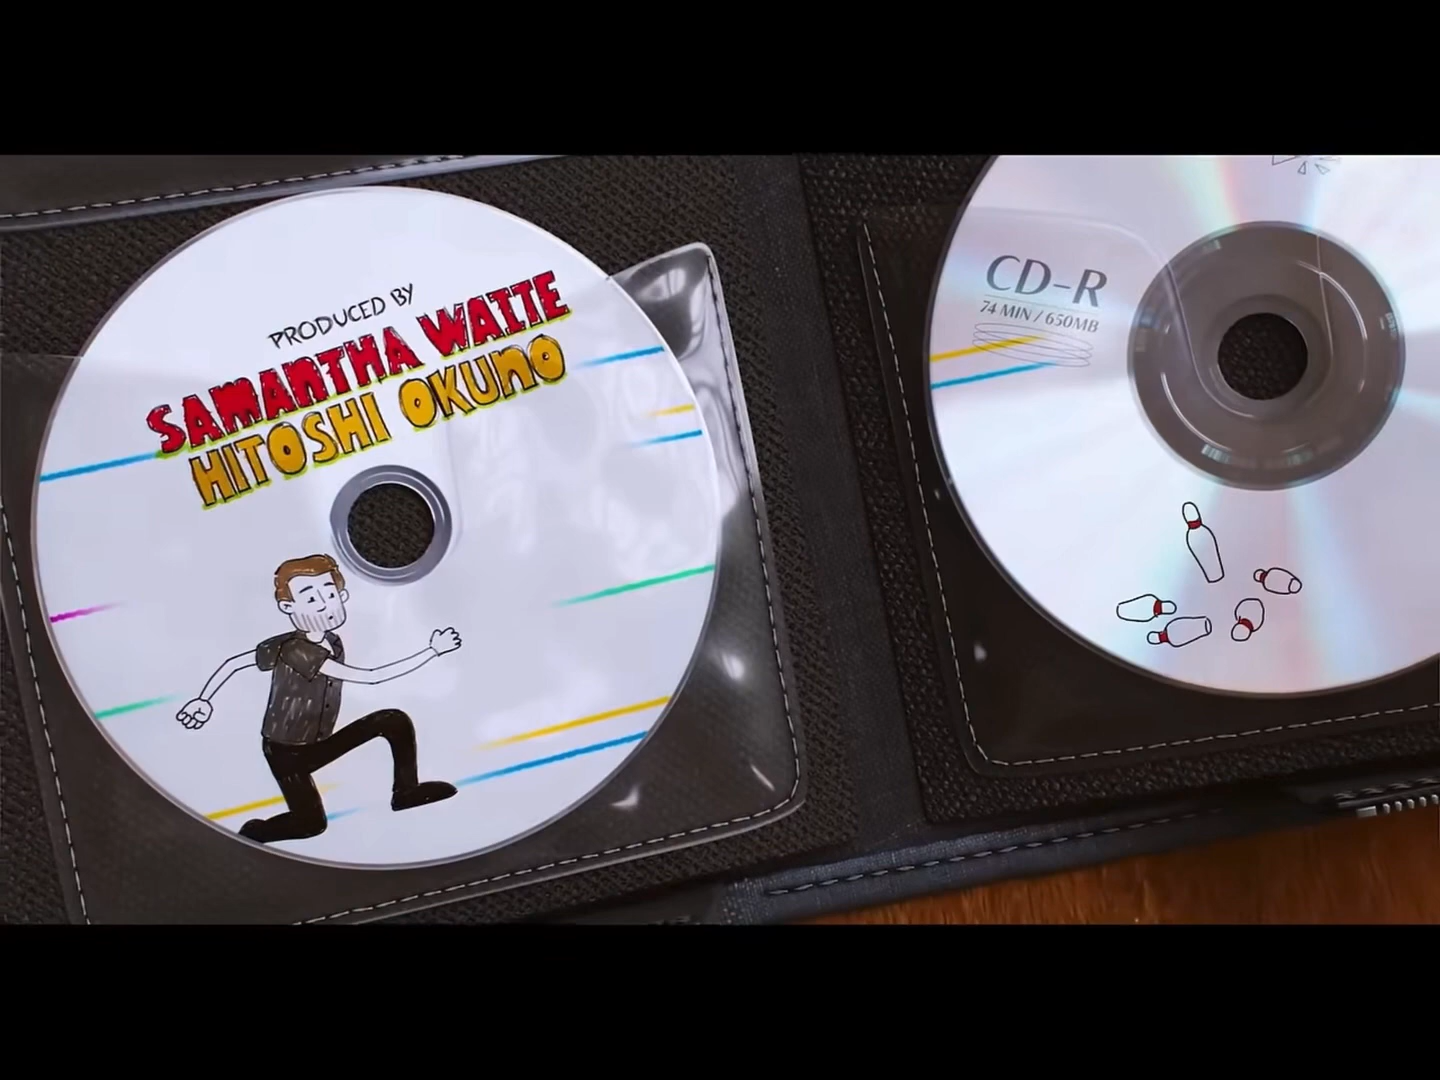 PRODUCED BY
SAMANTHA WAITE
HITOSHI OKUNO
CD-R
74 MIN / 650MB